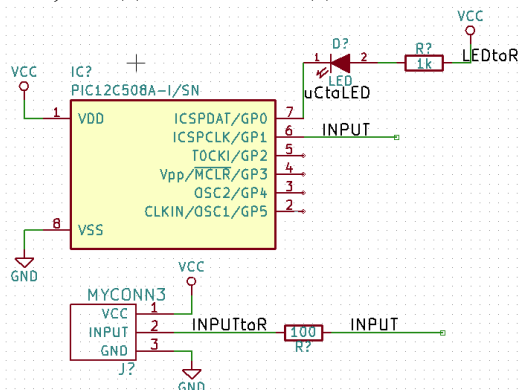 VCC
D?
R?
LEDtoR
1
2
1k
VCC
IC?
LED
PIC12C508A-I/SN
uCtoLED
1
VDD
ICSPDAT/GP0
7
ICSPCLK/GP1
6
INPUT
T0CKI/GP2
5
Vpp/MCLR/GP3
4
OSC2/GP4
3
CLKIN/OSC1/GP5
2
8
VSS
GND
VCC
MYCONN3
VCC
1
INPUT
2
INPUTtoR
100
INPUT
GND
3
R?
J?
GND